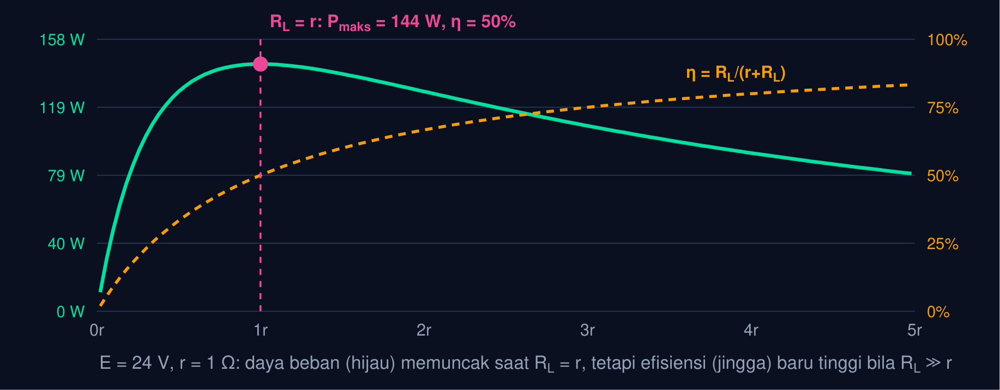 R_L = r: P_maks = 144 W, η = 50%
158 W
100%
η = R_L/(r+R_L)
119 W
75%
79 W
50%
40 W
25%
0 W
0%
0r 1r 2r 3r 4r 5r
E = 24 V, r = 1 Ω: daya beban (hijau) memuncak saat R_L = r, tetapi efisiensi (jingga) baru tinggi bila R_L ≫ r